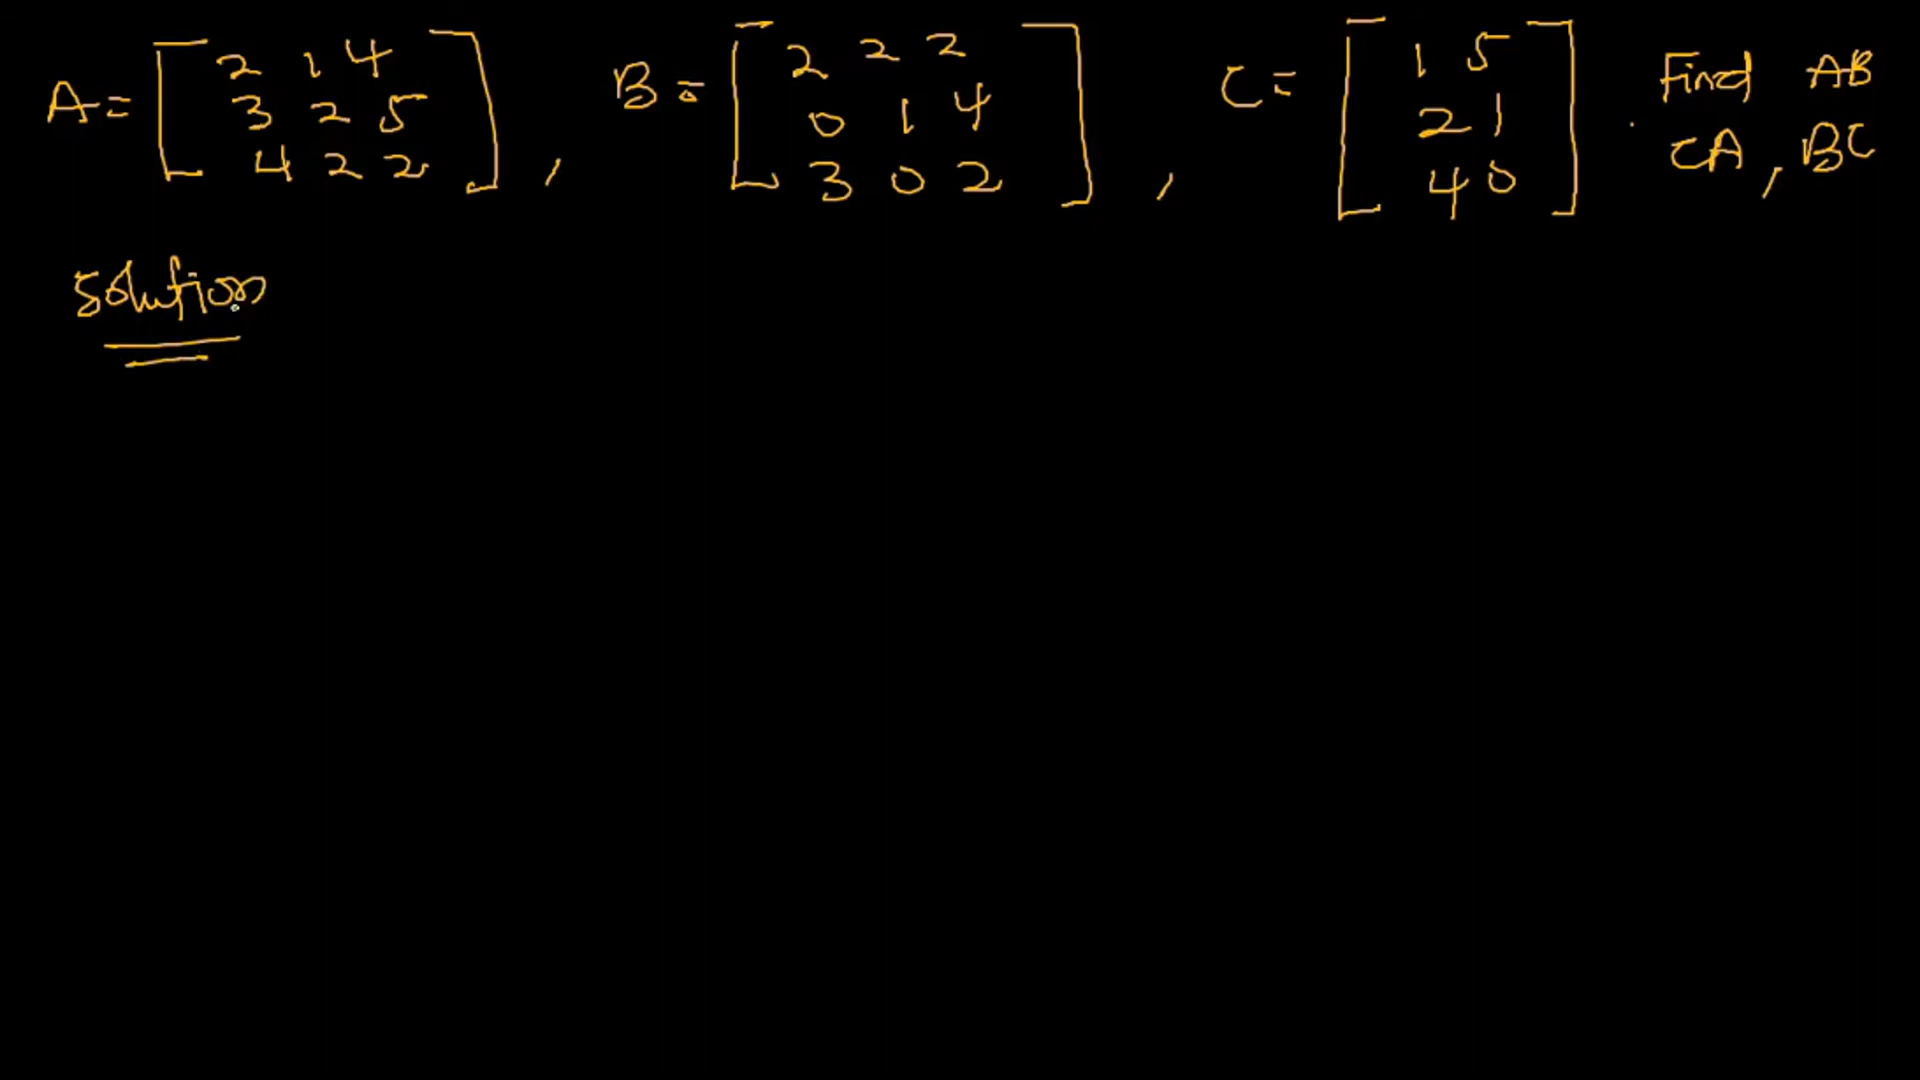 A = [2 1 4
3 2 5
4 2 2],
B = [2 2 2
0 1 4
3 0 2],
C = [1 5
2 1
4 0].
Find AB
CA, BC
Solution